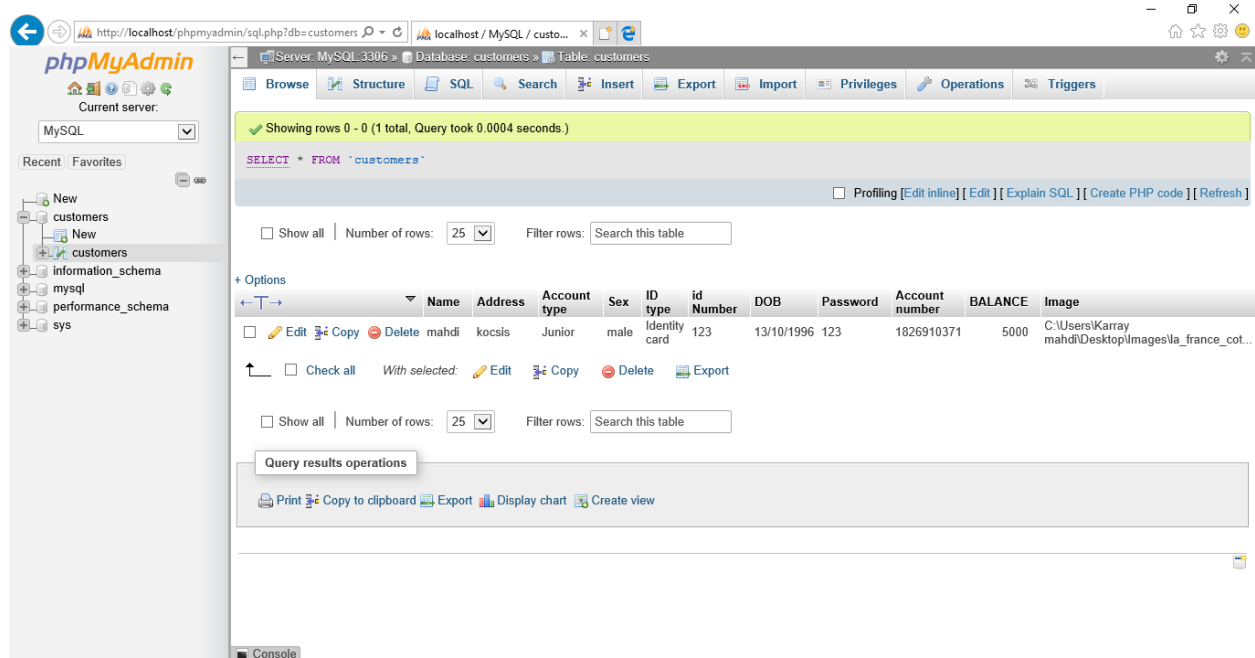 http://localhost/phpmyadmin/sql.php?db=customers
localhost / MySQL / custo...
phpMyAdmin
Current server:
MySQL
Recent Favorites
New
customers
New
customers
information_schema
mysql
performance_schema
sys
Server: MySQL:3306 » Database: customers » Table: customers
Browse Structure SQL Search Insert Export Import Privileges Operations Triggers
Showing rows 0 - 0 (1 total, Query took 0.0004 seconds.)
SELECT * FROM `customers`
Profiling [Edit inline] [ Edit ] [ Explain SQL ] [ Create PHP code ] [ Refresh ]
Show all Number of rows: 25 Filter rows: Search this table
+ Options
←T→ Name Address Account type Sex ID type id Number DOB Password Account number BALANCE Image
Edit Copy Delete mahdi kocsis Junior male Identity card 123 13/10/1996 123 1826910371 5000 C:\Users\Karray mahdi\Desktop\Images\la_france_cot...
Check all With selected: Edit Copy Delete Export
Show all Number of rows: 25 Filter rows: Search this table
Query results operations
Print Copy to clipboard Export Display chart Create view
Console